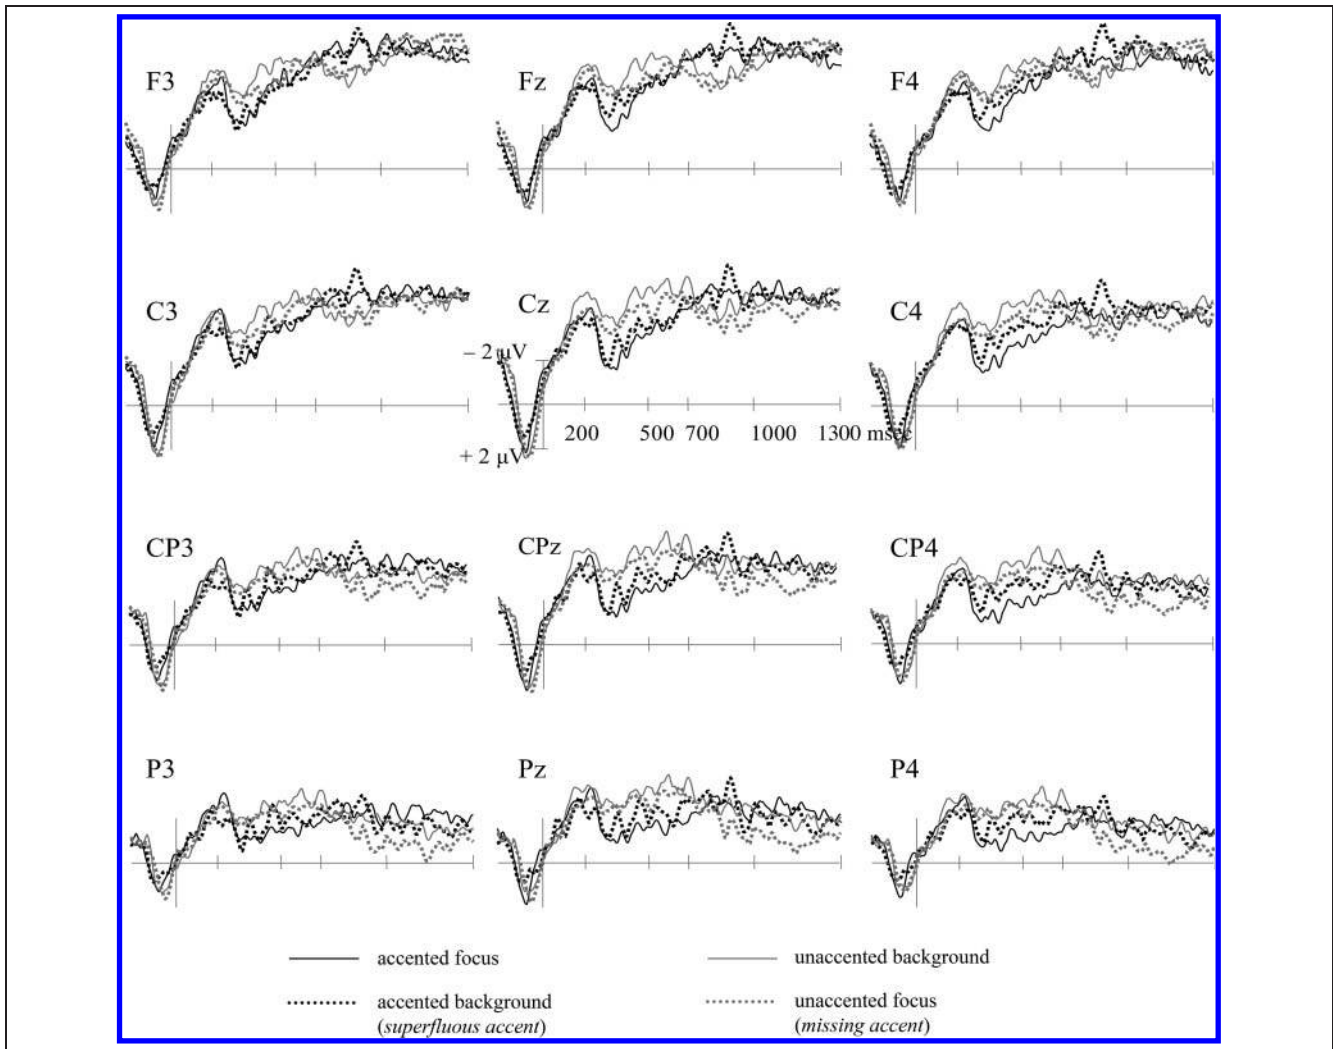 F3 Fz F4
C3 Cz C4
– 2 μV
200 500 700 1000 1300 msec
+ 2 μV
CP3 CPz CP4
P3 Pz P4
accented focus unaccented background
accented background unaccented focus
(superfluous accent) (missing accent)